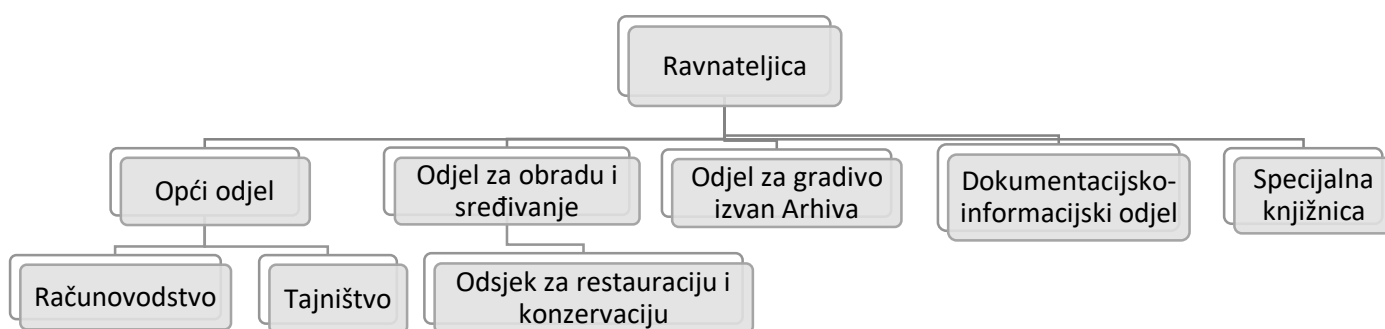 Ravnateljica
Opći odjel
Odjel za obradu i
sređivanje
Odjel za gradivo
izvan Arhiva
Dokumentacijsko-
informacijski odjel
Specijalna
knjižnica
Računovodstvo
Tajništvo
Odsjek za restauraciju i
konzervaciju